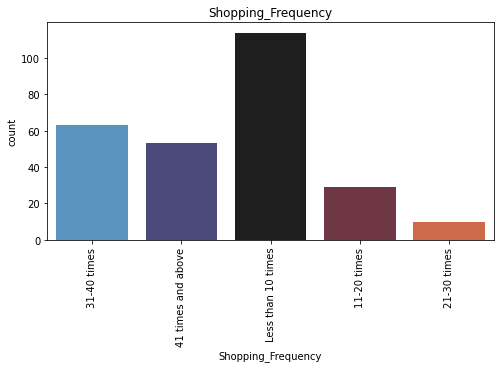 Shopping_Frequency
count
100
80
60
40
20
0
31-40 times
41 times and above
Less than 10 times
11-20 times
21-30 times
Shopping_Frequency